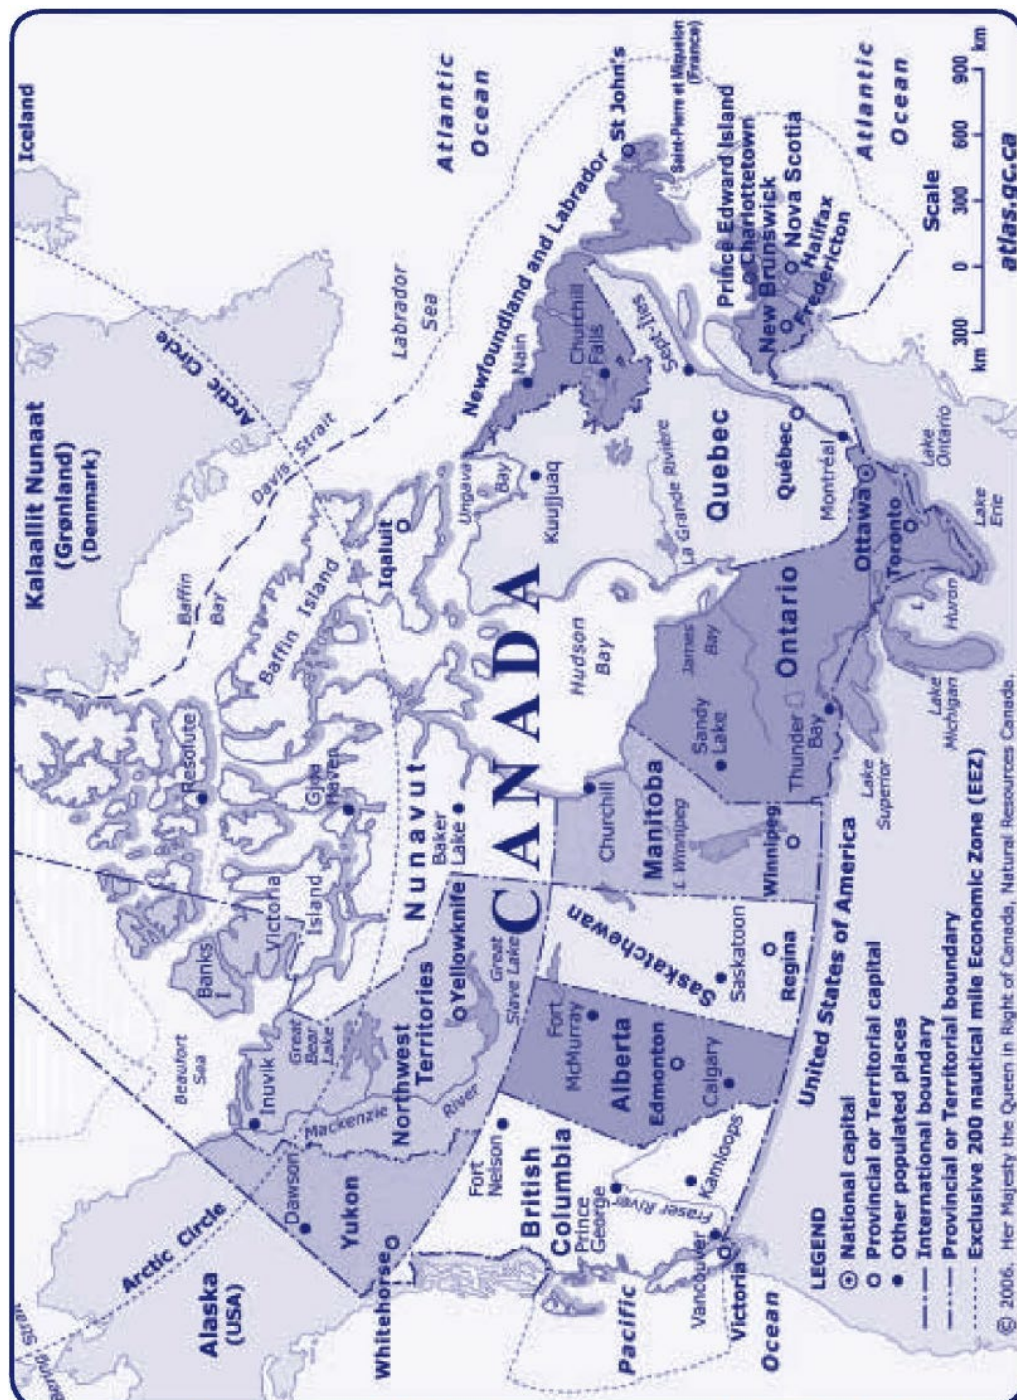 Bering Strait
Arctic Circle
Alaska
(USA)
Beaufort
Sea
Iceland
Kalaallit Nunaat
(Grønland)
(Denmark)
Arctic Circle
Baffin
Bay
Davis Strait
Labrador
Sea
Atlantic
Ocean
Resolute
Banks
I.
Victoria
Island
Gjoa
Haven
Baffin Island
Iqaluit
Inuvik
Great
Bear
Lake
Dawson
Yukon
Whitehorse
Mackenzie
River
Northwest
Territories
Yellowknife
Great
Slave Lake
Nunavut
Baker
Lake
CANADA
Ungava
Bay
Kuujjuaq
Nain
Newfoundland and Labrador
Churchill
Falls
St John's
Saint-Pierre et Miquelon
(France)
Fort
Nelson
British
Columbia
Prince
George
Fraser River
Kamloops
Vancouver
Victoria
Pacific
Ocean
Fort
McMurray
Alberta
Edmonton
Calgary
Saskatchewan
Saskatoon
Regina
Churchill
Manitoba
L. Winnipeg
Winnipeg
Hudson
Bay
James
Bay
Sandy
Lake
Ontario
Thunder
Bay
Ottawa
Toronto
La Grande Rivière
Quebec
Québec
Montréal
Sept-Iles
Prince Edward Island
Charlottetown
New Brunswick
Nova Scotia
Halifax
Fredericton
Atlantic
Ocean
United States of America
Lake
Superior
Lake
Michigan
L.
Huron
Lake
Erie
Lake
Ontario
LEGEND
National capital
Provincial or Territorial capital
Other populated places
International boundary
Provincial or Territorial boundary
Exclusive 200 nautical mile Economic Zone (EEZ)
Scale
km 300 0 300 600 900 km
atlas.gc.ca
© 2006. Her Majesty the Queen in Right of Canada, Natural Resources Canada.